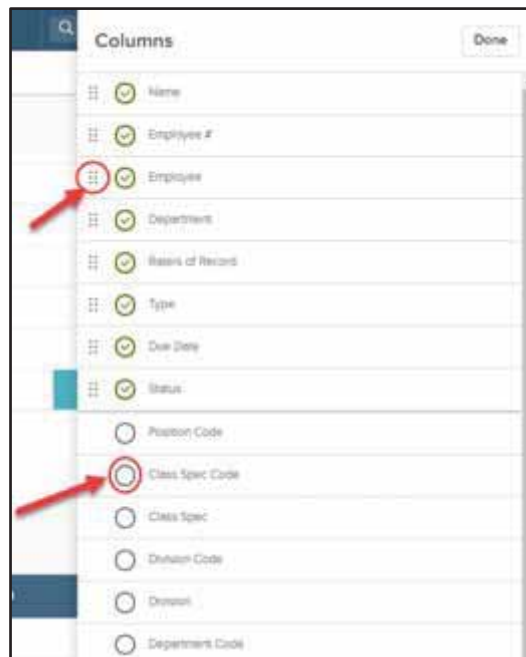 Columns
Done
Name
Employee #
Employee
Department
Raters of Record
Type
Due Date
Status
Position Code
Class Spec Code
Class Spec
Division Code
Division
Department Code